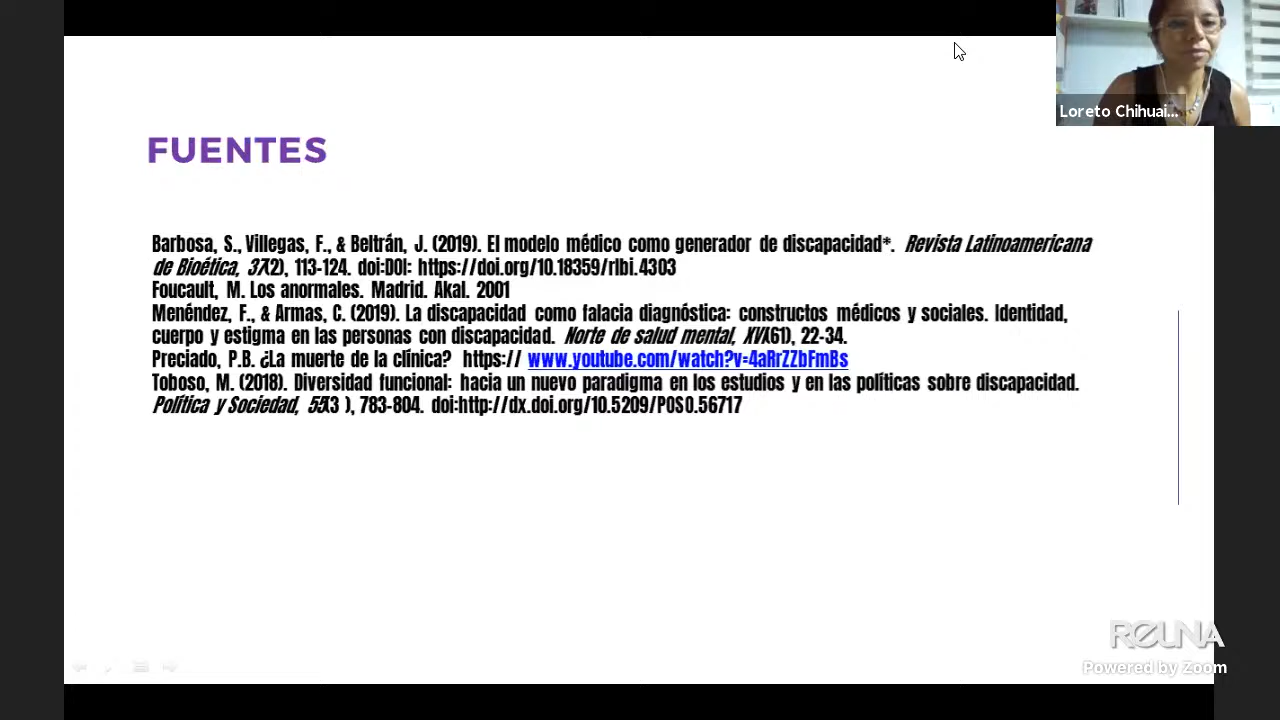 Loreto Chihuai...
FUENTES
Barbosa, S., Villegas, F., & Beltrán, J. (2019). El modelo médico como generador de discapacidad*. Revista Latinoamericana
de Bioética, 37(2), 113-124. doi:DOI: https://doi.org/10.18359/rlbi.4303
Foucault, M. Los anormales. Madrid. Akal. 2001
Menéndez, F., & Armas, C. (2019). La discapacidad como falacia diagnóstica: constructos médicos y sociales. Identidad,
cuerpo y estigma en las personas con discapacidad. Norte de salud mental, XVI(61), 22-34.
Preciado, P.B. ¿La muerte de la clínica? https:// www.youtube.com/watch?v=4aRrZZbFmBs
Toboso, M. (2018). Diversidad funcional: hacia un nuevo paradigma en los estudios y en las políticas sobre discapacidad.
Política y Sociedad, 55(3 ), 783-804. doi:http://dx.doi.org/10.5209/POSO.56717
REUNA
Powered by Zoom